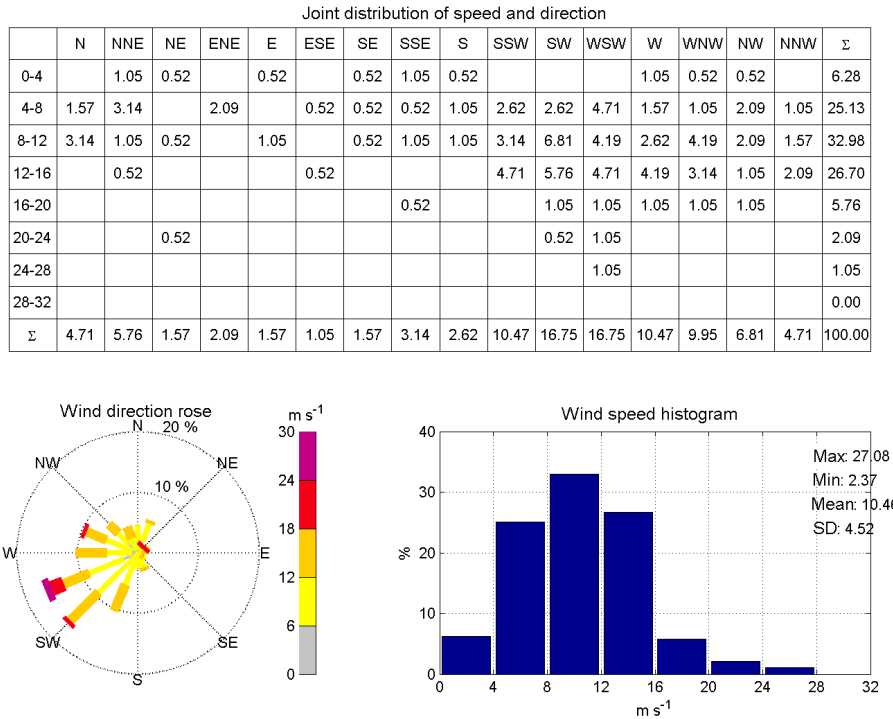 Joint distribution of speed and direction
N NNE NE ENE E ESE SE SSE S SSW SW WSW W WNW NW NNW Σ
0-4 1.05 0.52 0.52 0.52 1.05 0.52 1.05 0.52 0.52 6.28
4-8 1.57 3.14 2.09 0.52 0.52 0.52 1.05 2.62 2.62 4.71 1.57 1.05 2.09 1.05 25.13
8-12 3.14 1.05 0.52 1.05 0.52 1.05 1.05 3.14 6.81 4.19 2.62 4.19 2.09 1.57 32.98
12-16 0.52 0.52 4.71 5.76 4.71 4.19 3.14 1.05 2.09 26.70
16-20 0.52 1.05 1.05 1.05 1.05 1.05 5.76
20-24 0.52 0.52 1.05 2.09
24-28 1.05 1.05
28-32 0.00
Σ 4.71 5.76 1.57 2.09 1.57 1.05 1.57 3.14 2.62 10.47 16.75 16.75 10.47 9.95 6.81 4.71 100.00
Wind direction rose
N
20 %
NW
NE
10 %
W
E
SW
SE
S
m s⁻¹
30
24
18
12
6
0
Wind speed histogram
40
30
20
10
0
%
Max: 27.08
Min: 2.37
Mean: 10.46
SD: 4.52
0 4 8 12 16 20 24 28 32
m s⁻¹